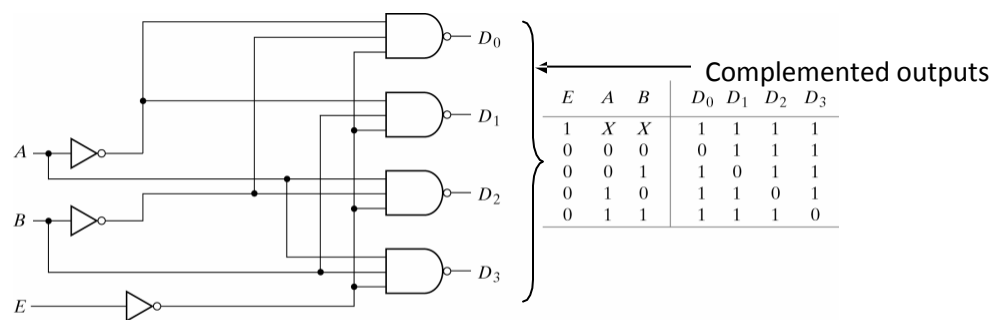 D0
Complemented outputs
E A B D0 D1 D2 D3
D1
1 X X 1 1 1 1
0 0 0 0 1 1 1
A
0 0 1 1 0 1 1
D2
0 1 0 1 1 0 1
B
0 1 1 1 1 1 0
D3
E